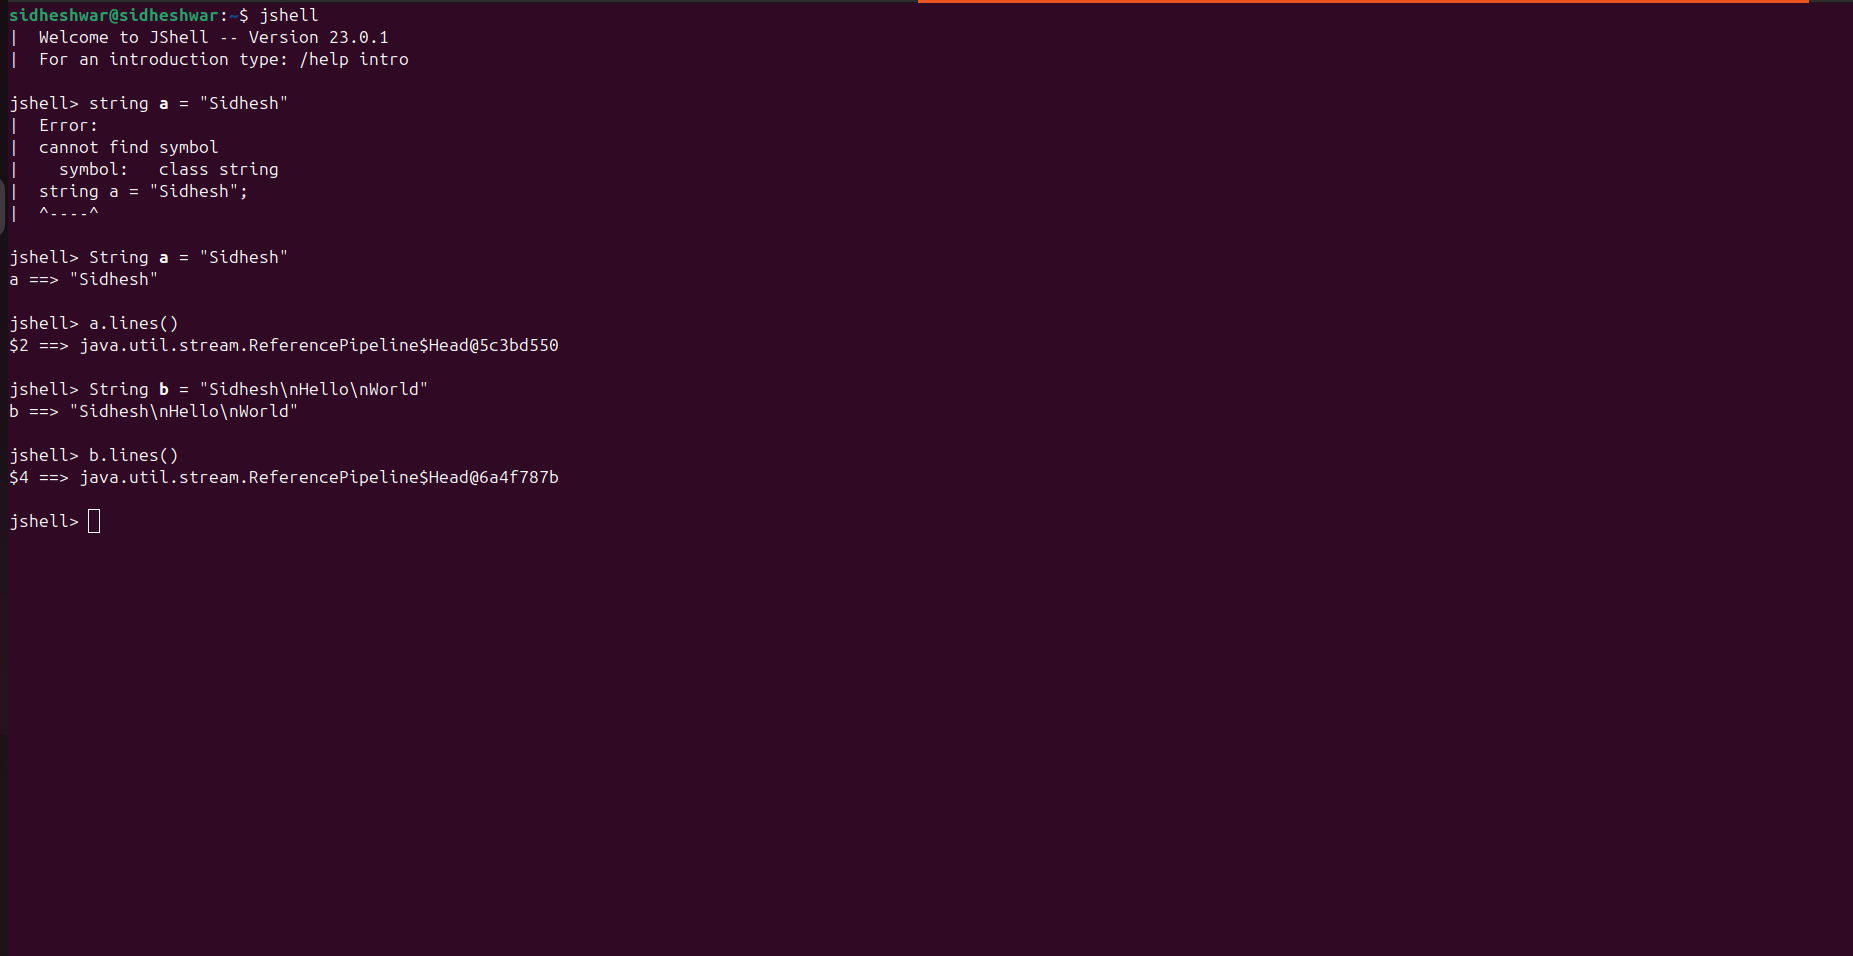 sidheshwar@sidheshwar:~$ jshell
|  Welcome to JShell -- Version 23.0.1
|  For an introduction type: /help intro
jshell> string a = "Sidhesh"
|  Error:
|  cannot find symbol
|    symbol:   class string
|  string a = "Sidhesh";
|  ^----^
jshell> String a = "Sidhesh"
a ==> "Sidhesh"
jshell> a.lines()
$2 ==> java.util.stream.ReferencePipeline$Head@5c3bd550
jshell> String b = "Sidhesh\nHello\nWorld"
b ==> "Sidhesh\nHello\nWorld"
jshell> b.lines()
$4 ==> java.util.stream.ReferencePipeline$Head@6a4f787b
jshell>